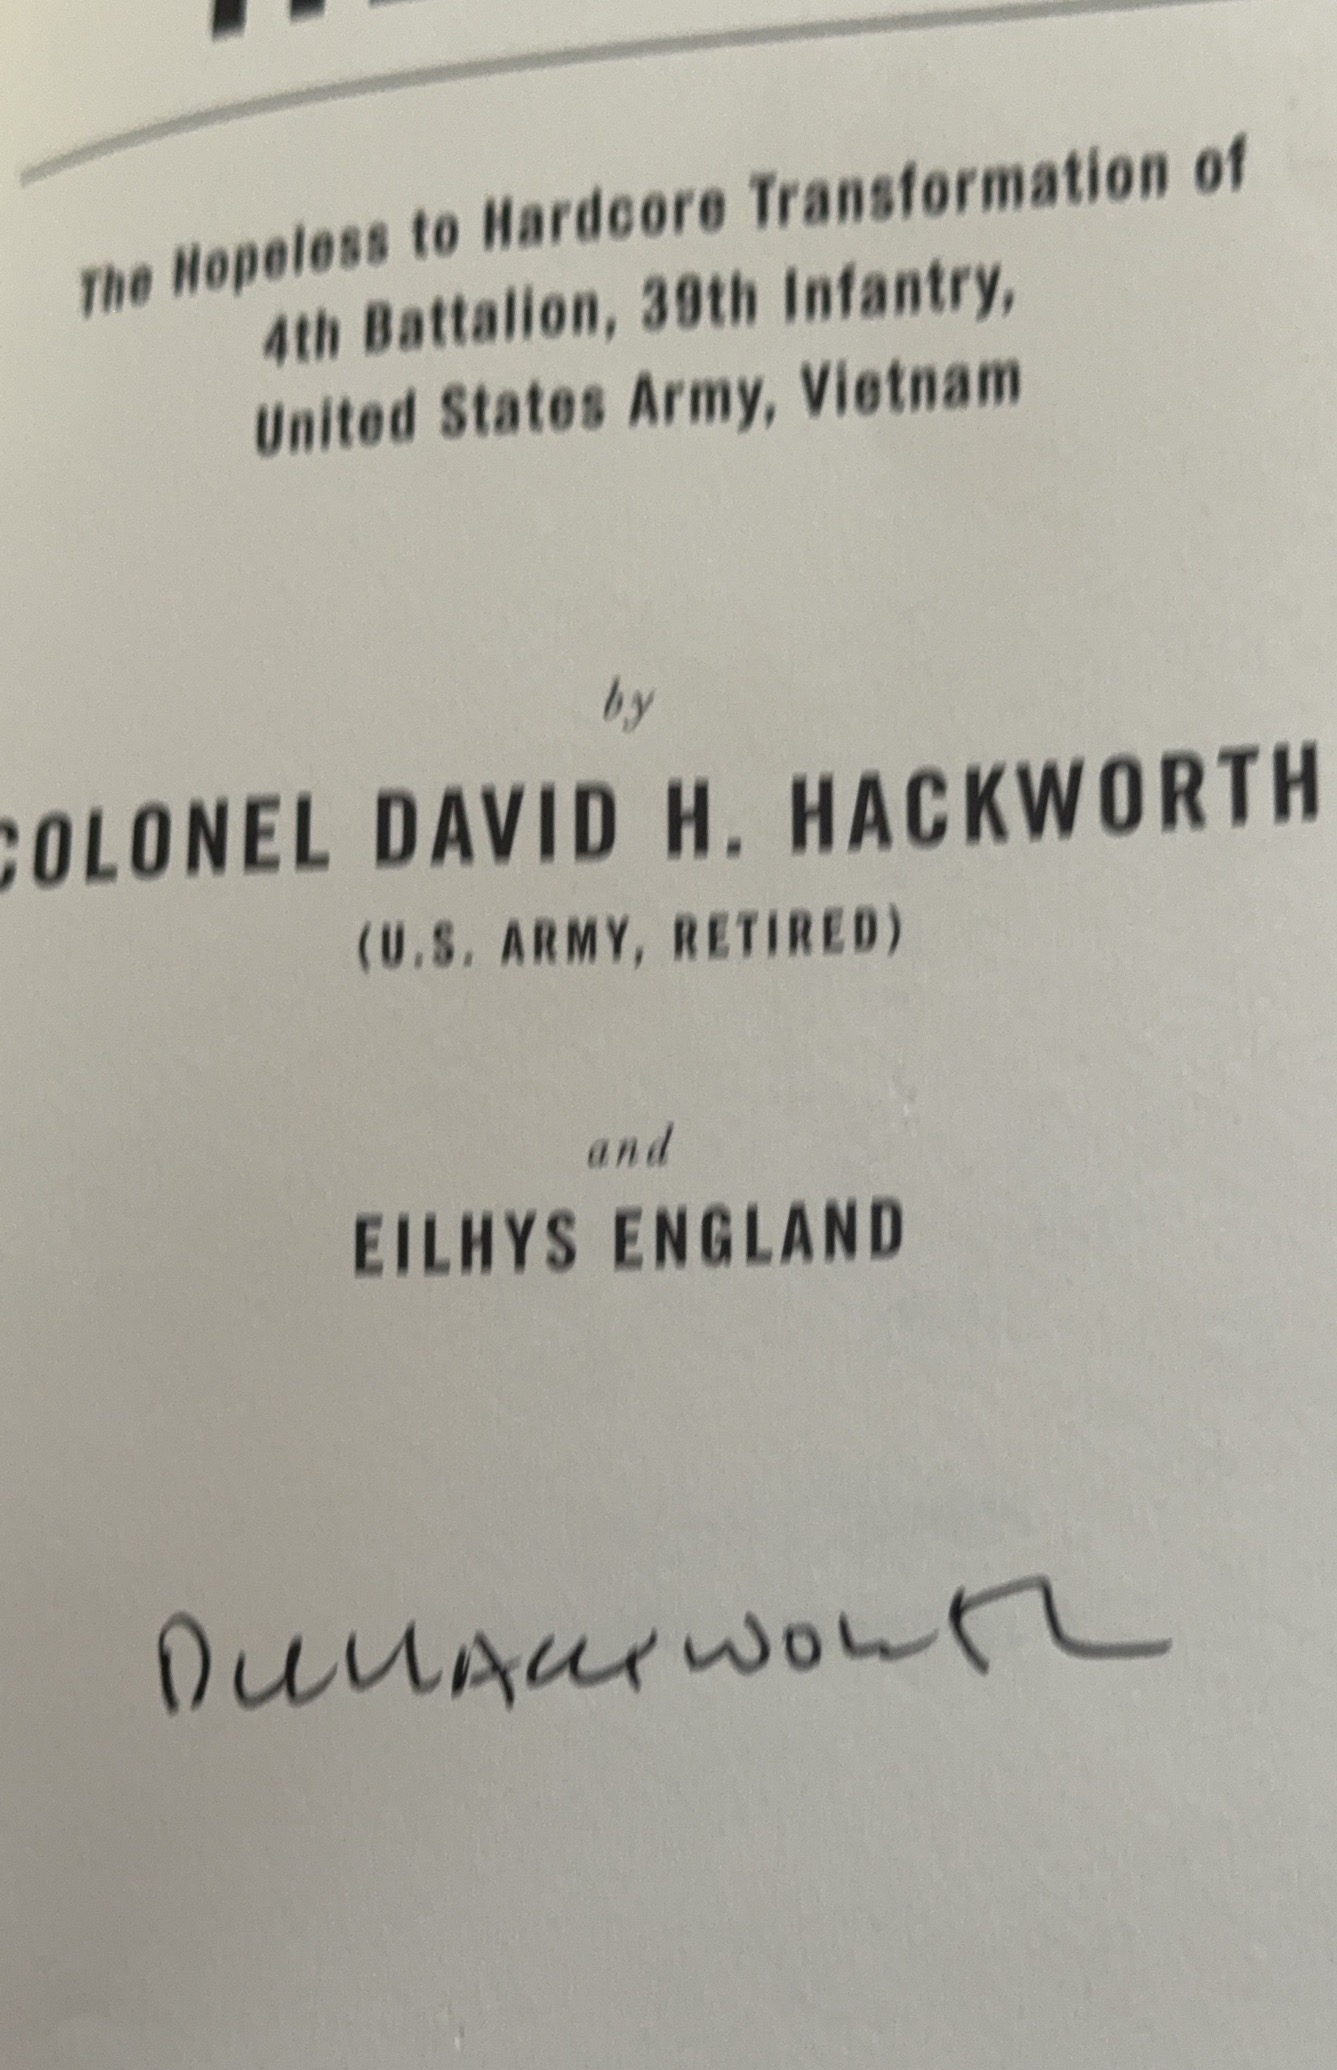 The Hopeless to Hardcore Transformation of
4th Battalion, 39th Infantry,
United States Army, Vietnam
by
COLONEL DAVID H. HACKWORTH
(U.S. ARMY, RETIRED)
and
EILHYS ENGLAND
DHHackworth